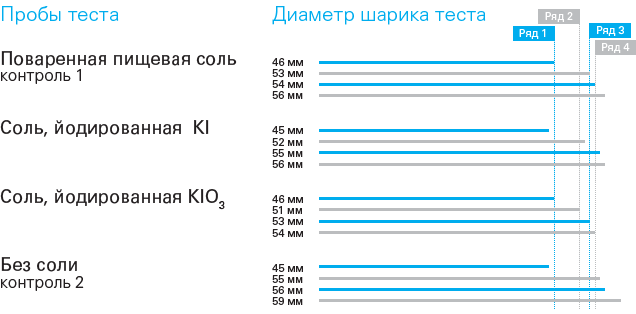 Пробы теста
Диаметр шарика теста
Ряд 2
Ряд 1
Ряд 3
Ряд 4
Поваренная пищевая соль
контроль 1
46 мм
53 мм
54 мм
56 мм
Соль, йодированная KI
45 мм
52 мм
55 мм
56 мм
Соль, йодированная KIO₃
46 мм
51 мм
53 мм
54 мм
Без соли
контроль 2
45 мм
55 мм
56 мм
59 мм